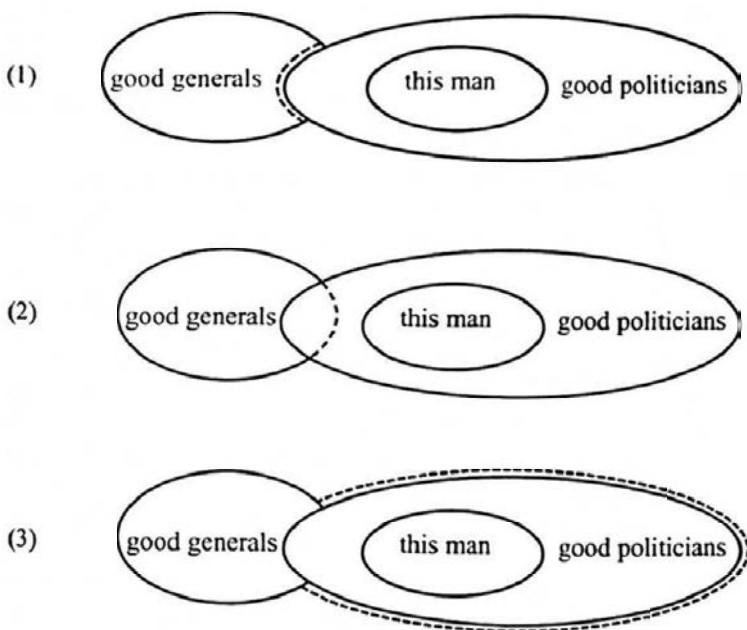 (1) good generals this man good politicians
(2) good generals this man good politicians
(3) good generals this man good politicians